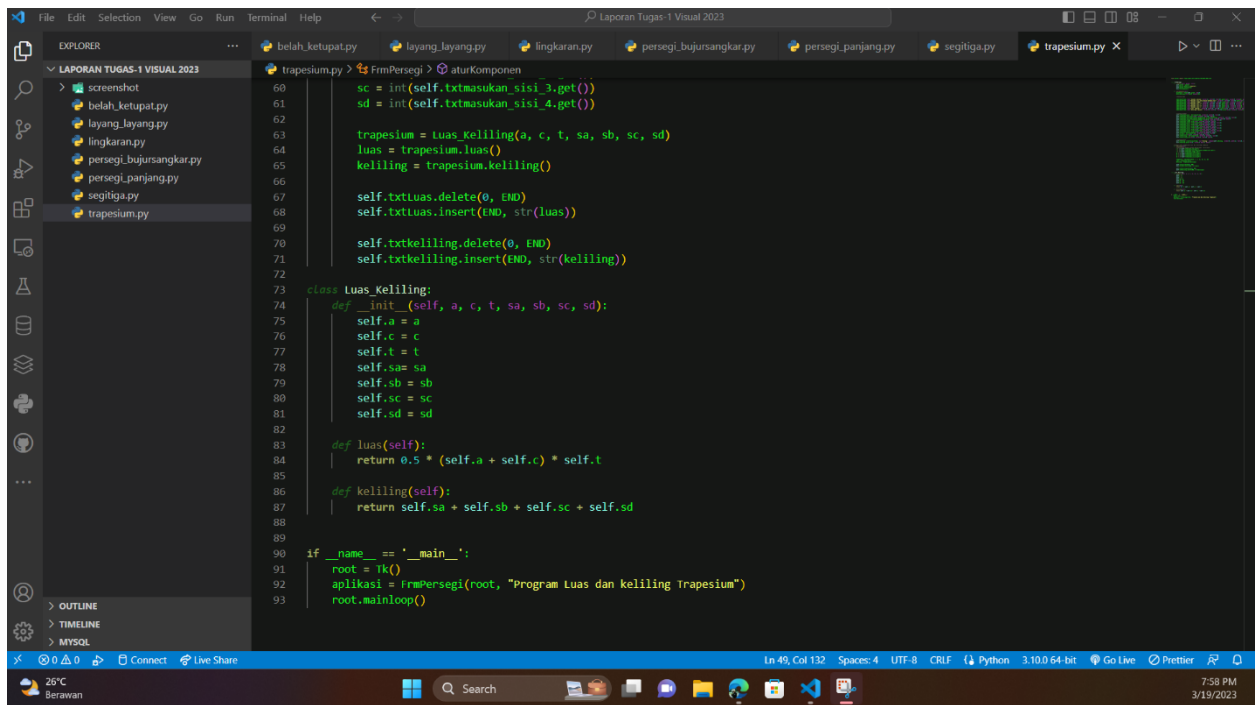 File Edit Selection View Go Run Terminal Help
Laporan Tugas-1 Visual 2023
EXPLORER
belah_ketupat.py layang_layang.py lingkaran.py persegi_bujursangkar.py persegi_panjang.py segitiga.py trapesium.py
LAPORAN TUGAS-1 VISUAL 2023
screenshot
belah_ketupat.py
layang_layang.py
lingkaran.py
persegi_bujursangkar.py
persegi_panjang.py
segitiga.py
trapesium.py
OUTLINE
TIMELINE
MYSQL
trapesium.py > FrmPersegi > aturKomponen
60 sc = int(self.txtmasukan_sisi_3.get())
61 sd = int(self.txtmasukan_sisi_4.get())
62
63 trapesium = Luas_Keliling(a, c, t, sa, sb, sc, sd)
64 luas = trapesium.luas()
65 keliling = trapesium.keliling()
66
67 self.txtLuas.delete(0, END)
68 self.txtLuas.insert(END, str(luas))
69
70 self.txtkeliling.delete(0, END)
71 self.txtkeliling.insert(END, str(keliling))
72
73 class Luas_Keliling:
74 def __init__(self, a, c, t, sa, sb, sc, sd):
75 self.a = a
76 self.c = c
77 self.t = t
78 self.sa= sa
79 self.sb = sb
80 self.sc = sc
81 self.sd = sd
82
83 def luas(self):
84 return 0.5 * (self.a + self.c) * self.t
85
86 def keliling(self):
87 return self.sa + self.sb + self.sc + self.sd
88
89
90 if __name__ == '__main__':
91 root = Tk()
92 aplikasi = FrmPersegi(root, "Program Luas dan keliling Trapesium")
93 root.mainloop()
0 0 Connect Live Share Ln 49, Col 132 Spaces: 4 UTF-8 CRLF Python 3.10.0 64-bit Go Live Prettier
26°C
Berawan
Search
7:58 PM
3/19/2023